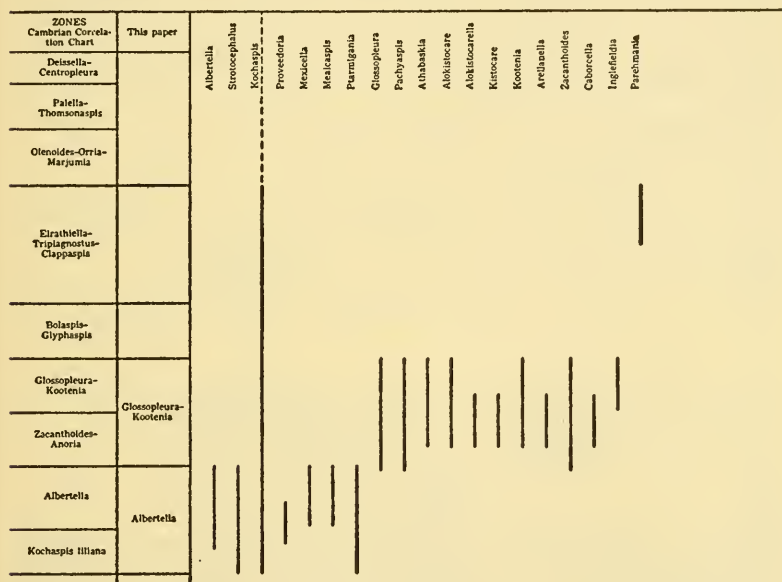 ZONES
Cambrian Correla-
tion Chart
This paper
Albertella
Strotocephalus
Kochaspis
Proveedoria
Mexicella
Mexicaspis
Ptarmigania
Glossopleura
Pachyaspis
Athabaskia
Alokistocare
Alokistocarella
Kistocare
Kootenia
Arellanella
Zacanthoides
Caborcella
Inglefieldia
Parehmania
Deissella-
Centropleura
Palella-
Thomsonaspis
Olenoides-Orria-
Marjumia
Elrathiella-
Triplagnostus-
Clappaspis
Bolaspis-
Glyphaspis
Glossopleura-
Kootenia
Glossopleura-
Kootenia
Zacanthoides-
Anoria
Albertella
Albertella
Kochaspis liliana